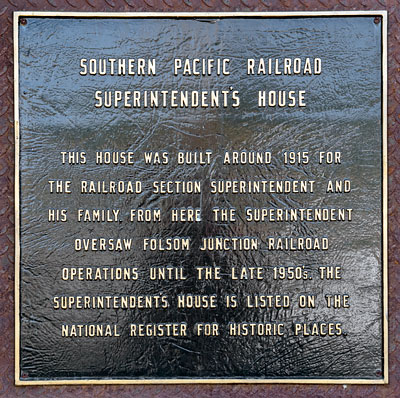 SOUTHERN PACIFIC RAILROAD
SUPERINTENDENT'S HOUSE
THIS HOUSE WAS BUILT AROUND 1915 FOR
THE RAILROAD SECTION SUPERINTENDENT AND
HIS FAMILY. FROM HERE THE SUPERINTENDENT
OVERSAW FOLSOM JUNCTION RAILROAD
OPERATIONS UNTIL THE LATE 1950s. THE
SUPERINTENDENTS HOUSE IS LISTED ON THE
NATIONAL REGISTER FOR HISTORIC PLACES